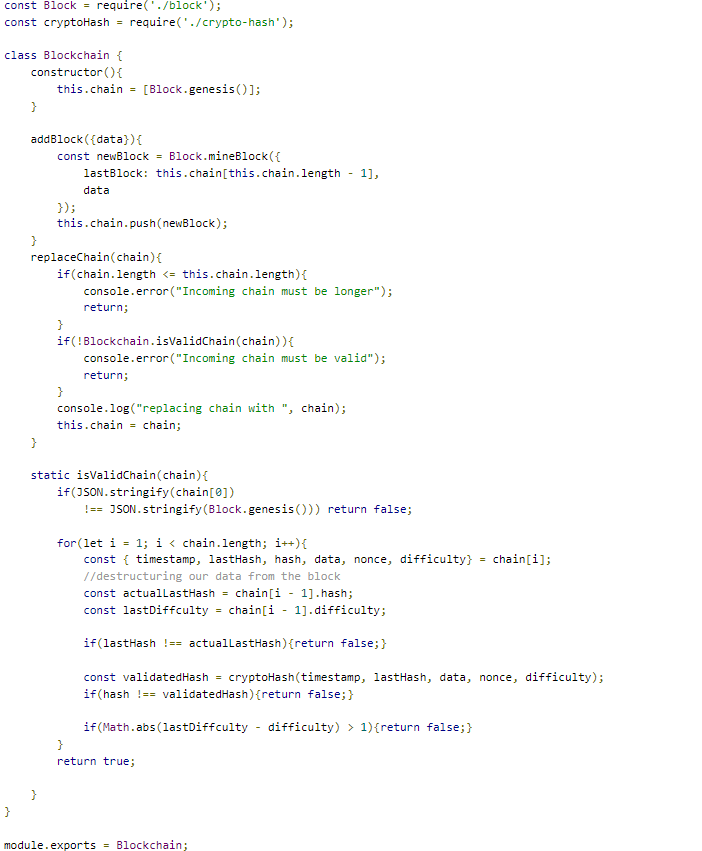 const Block = require('./block');
const cryptoHash = require('./crypto-hash');

class Blockchain {
    constructor(){
        this.chain = [Block.genesis()];
    }

    addBlock({data}){
        const newBlock = Block.mineBlock({
            lastBlock: this.chain[this.chain.length - 1],
            data
        });
        this.chain.push(newBlock);
    }
    replaceChain(chain){
        if(chain.length <= this.chain.length){
            console.error("Incoming chain must be longer");
            return;
        }
        if(!Blockchain.isValidChain(chain)){
            console.error("Incoming chain must be valid");
            return;
        }
        console.log("replacing chain with ", chain);
        this.chain = chain;
    }

    static isValidChain(chain){
        if(JSON.stringify(chain[0])
            !== JSON.stringify(Block.genesis())) return false;

        for(let i = 1; i < chain.length; i++){
            const { timestamp, lastHash, hash, data, nonce, difficulty} = chain[i];
            //destructuring our data from the block
            const actualLastHash = chain[i - 1].hash;
            const lastDiffculty = chain[i - 1].difficulty;

            if(lastHash !== actualLastHash){return false;}

            const validatedHash = cryptoHash(timestamp, lastHash, data, nonce, difficulty);
            if(hash !== validatedHash){return false;}

            if(Math.abs(lastDiffculty - difficulty) > 1){return false;}
        }
        return true;

    }
}

module.exports = Blockchain;